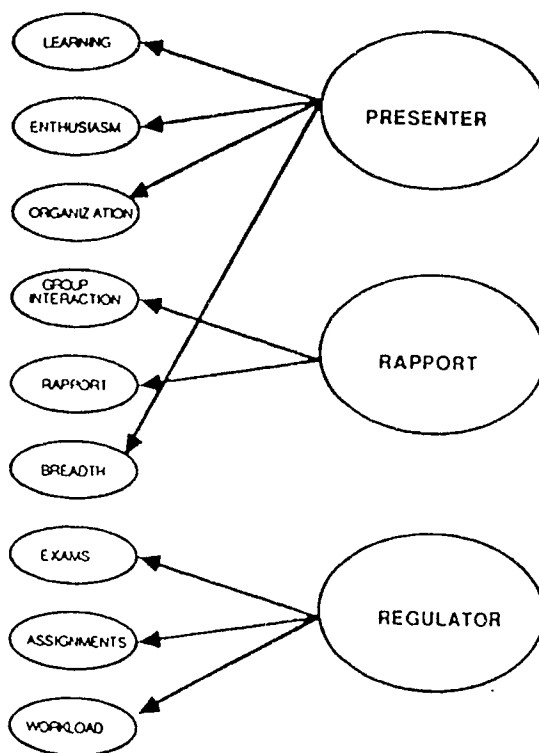 LEARNING
PRESENTER
ENTHUSIASM
ORGANIZATION
GROUP
INTERACTION
RAPPORT
RAPPORT
BREADTH
EXAMS
REGULATOR
ASSIGNMENTS
WORKLOAD